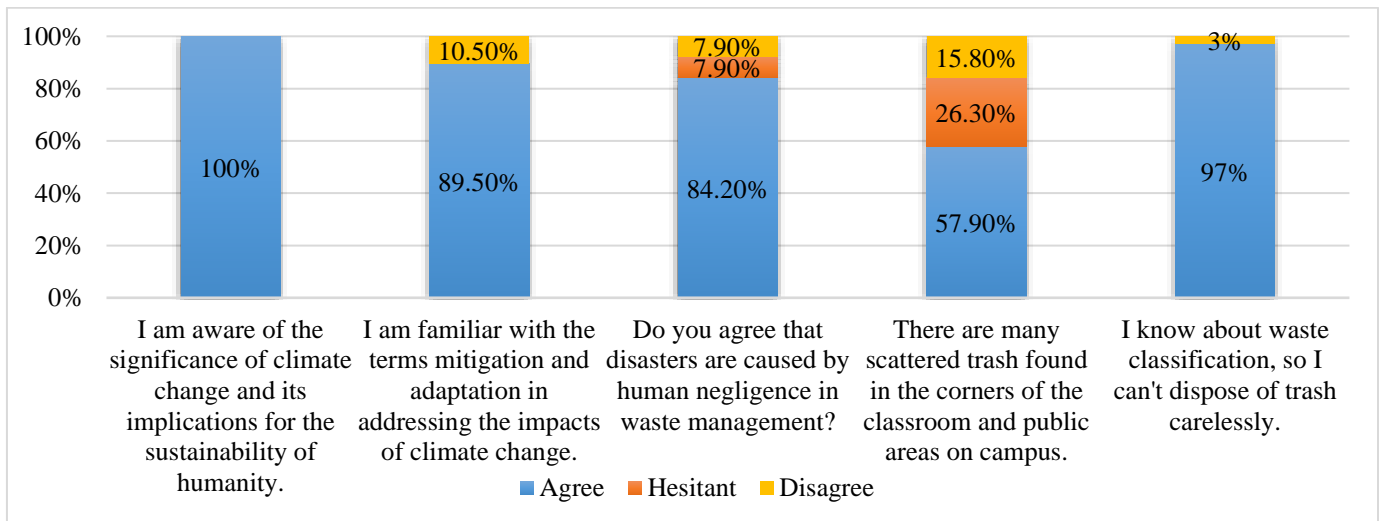 100%
80%
60%
40%
20%
0%
100%
10.50%
89.50%
7.90%
7.90%
84.20%
15.80%
26.30%
57.90%
3%
97%
I am aware of the
significance of climate
change and its
implications for the
sustainability of
humanity.
I am familiar with the
terms mitigation and
adaptation in
addressing the impacts
of climate change.
Do you agree that
disasters are caused by
human negligence in
waste management?
There are many
scattered trash found
in the corners of the
classroom and public
areas on campus.
I know about waste
classification, so I
can't dispose of trash
carelessly.
Agree Hesitant Disagree